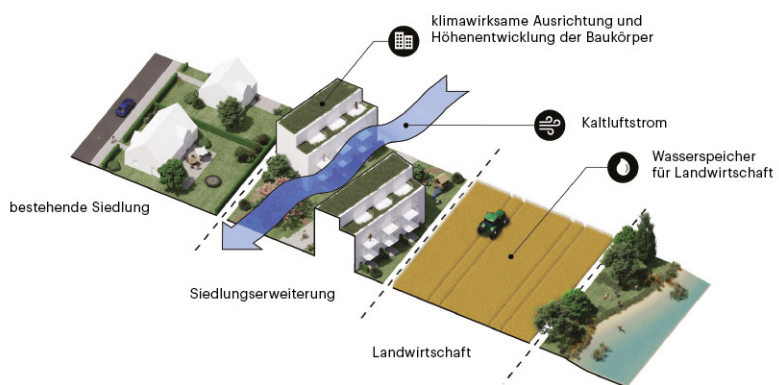 klimawirksame Ausrichtung und
Höhenentwicklung der Baukörper
Kaltluftstrom
Wasserspeicher
für Landwirtschaft
bestehende Siedlung
Siedlungserweiterung
Landwirtschaft